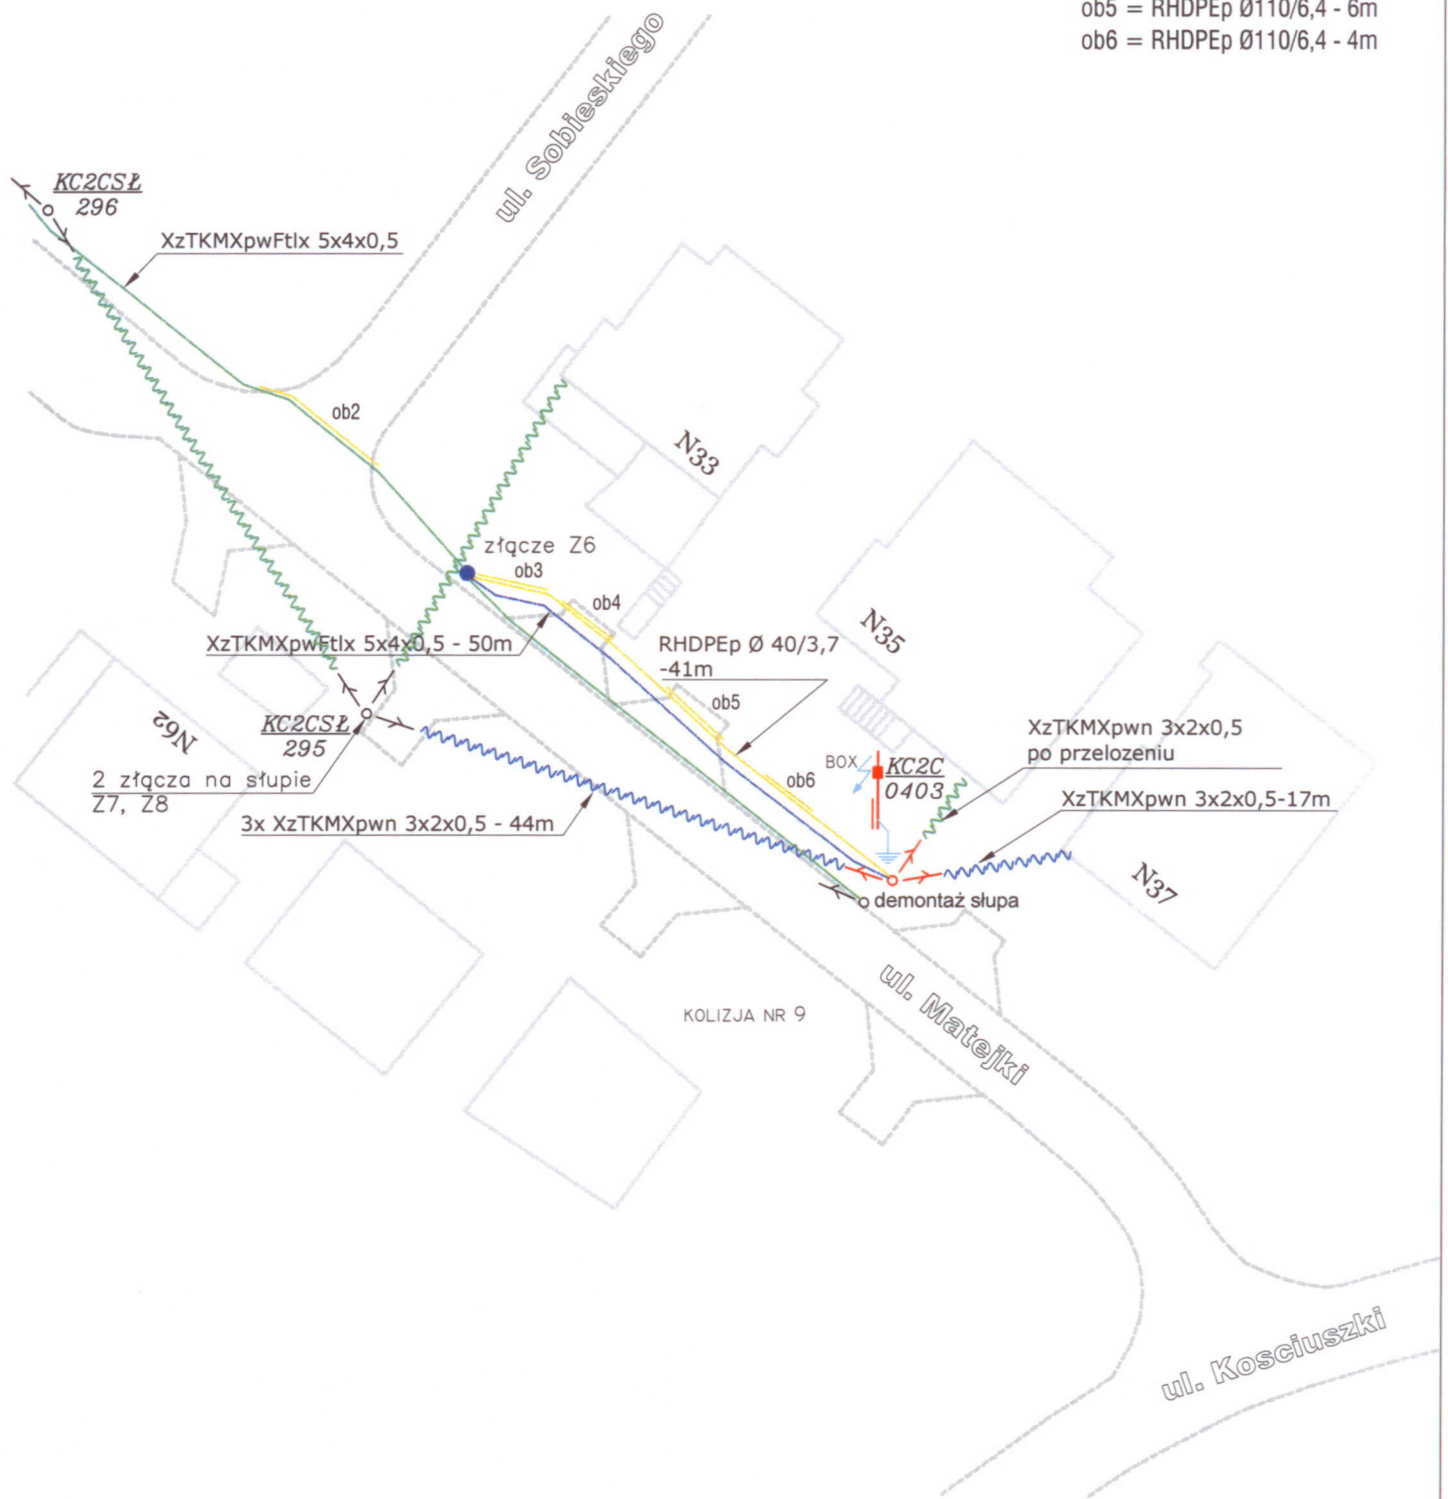 ob5 = RHDPEp Ø110/6,4 - 6m
ob6 = RHDPEp Ø110/6,4 - 4m
ul. Sobieskiego
KC2CSŁ
296
XzTKMXpwFtlx 5x4x0,5
ob2
N33
złącze Z6
ob3
ob4
XzTKMXpwFtlx 5x4x0,5 - 50m
RHDPEp Ø 40/3,7
-41m
N35
ob5
KC2CSŁ
295
N62
2 złącza na słupie
Z7, Z8
3x XzTKMXpwn 3x2x0,5 - 44m
ob6
BOX
KC2C
0403
XzTKMXpwn 3x2x0,5
po przelozeniu
XzTKMXpwn 3x2x0,5-17m
N37
demontaż słupa
ul. Matejki
KOLIZJA NR 9
ul. Kosciuszki